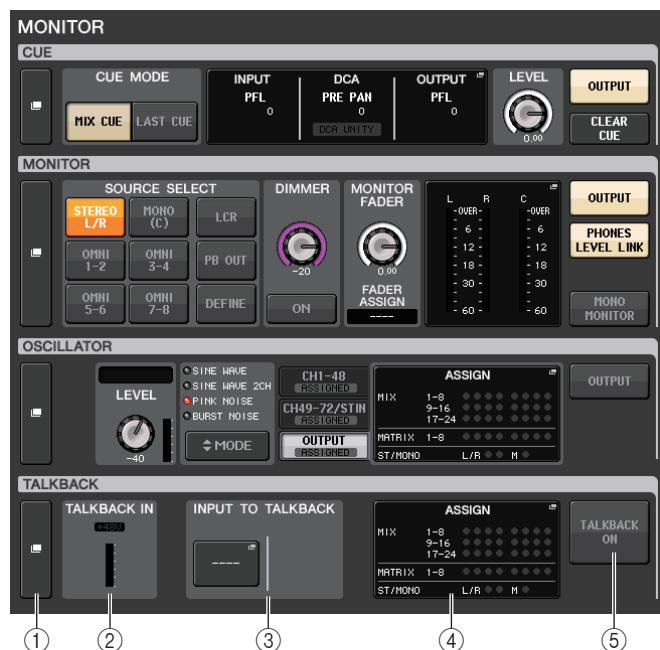 MONITOR
CUE
CUE MODE
MIX CUE LAST CUE
INPUT
PFL
0
DCA
PRE PAN
0
DCA UNITY
OUTPUT
PFL
0
LEVEL
0.00
OUTPUT
CLEAR
CUE
MONITOR
SOURCE SELECT
STEREO
L/R
MONO
(C)
LCR
OMNI
1-2
OMNI
3-4
PB OUT
OMNI
5-6
OMNI
7-8
DEFINE
DIMMER
-20
ON
MONITOR
FADER
0.00
FADER
ASSIGN
----
L R C
-OVER- -OVER
- 6 - - 6
- 12 - - 12
- 18 - - 18
- 30 - - 30
- 60 - - 60
OUTPUT
PHONES
LEVEL LINK
MONO
MONITOR
OSCILLATOR
LEVEL
-40
SINE WAVE
SINE WAVE 2CH
PINK NOISE
BURST NOISE
MODE
CH1-48
ASSIGNED
CH49-72/STIN
ASSIGNED
OUTPUT
ASSIGNED
ASSIGN
MIX 1-8
9-16
17-24
MATRIX 1-8
ST/MONO L/R M
OUTPUT
TALKBACK
TALKBACK IN
+48V
INPUT TO TALKBACK
----
ASSIGN
MIX 1-8
9-16
17-24
MATRIX 1-8
ST/MONO L/R M
TALKBACK
ON
① ② ③ ④ ⑤